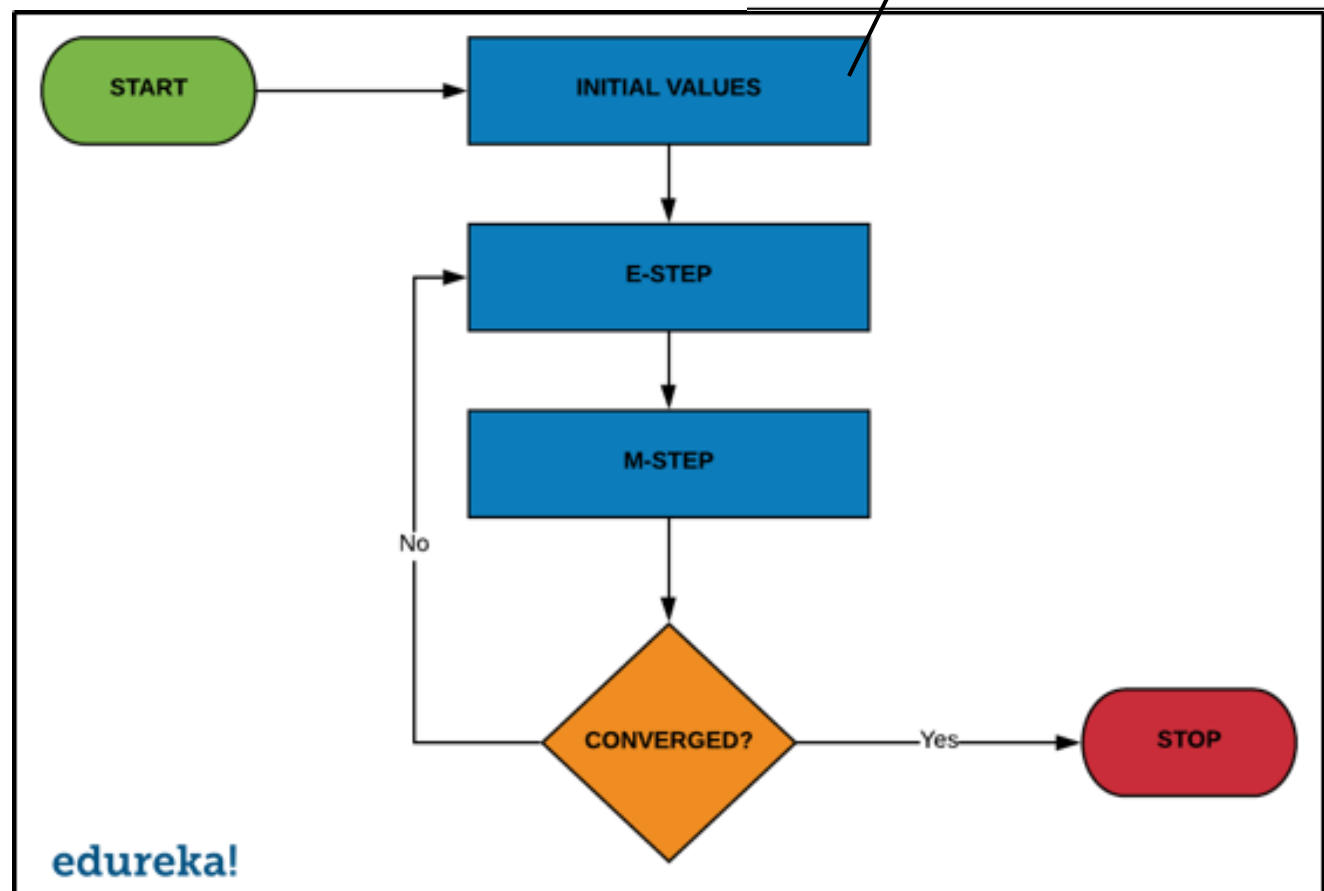 START
INITIAL VALUES
E-STEP
M-STEP
No
CONVERGED?
Yes
STOP
edureka!